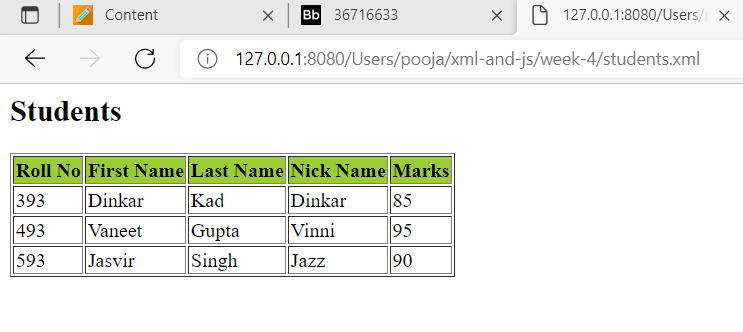 Content Bb 36716633 127.0.0.1:8080/Users/
127.0.0.1:8080/Users/pooja/xml-and-js/week-4/students.xml
Students
Roll No First Name Last Name Nick Name Marks
393 Dinkar Kad Dinkar 85
493 Vaneet Gupta Vinni 95
593 Jasvir Singh Jazz 90